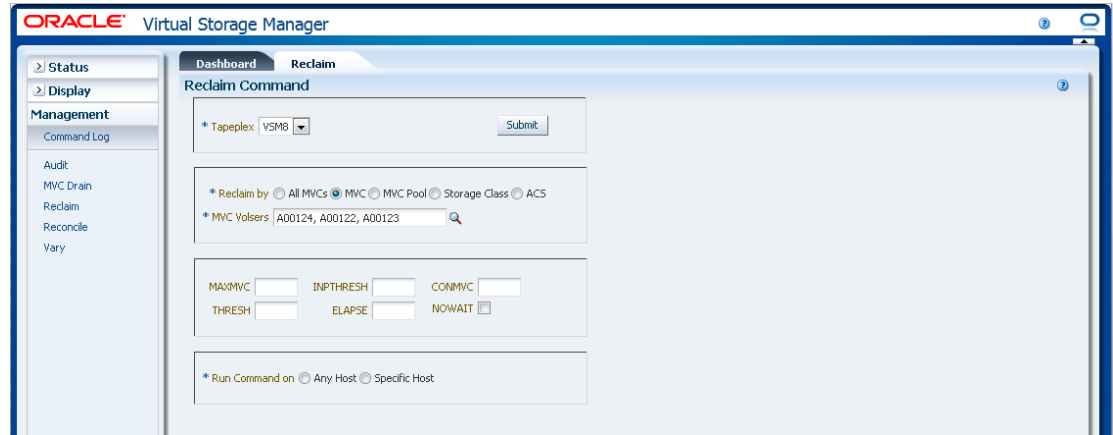 ORACLE® Virtual Storage Manager
Status
Display
Management
Command Log
Audit
MVC Drain
Reclaim
Reconcile
Vary
Dashboard Reclaim
Reclaim Command
* Tapeplex VSM8 Submit
* Reclaim by All MVCs MVC MVC Pool Storage Class ACS
* MVC Volsers A00124, A00122, A00123
MAXMVC INPTHRESH CONMVC
THRESH ELAPSE NOWAIT
* Run Command on Any Host Specific Host